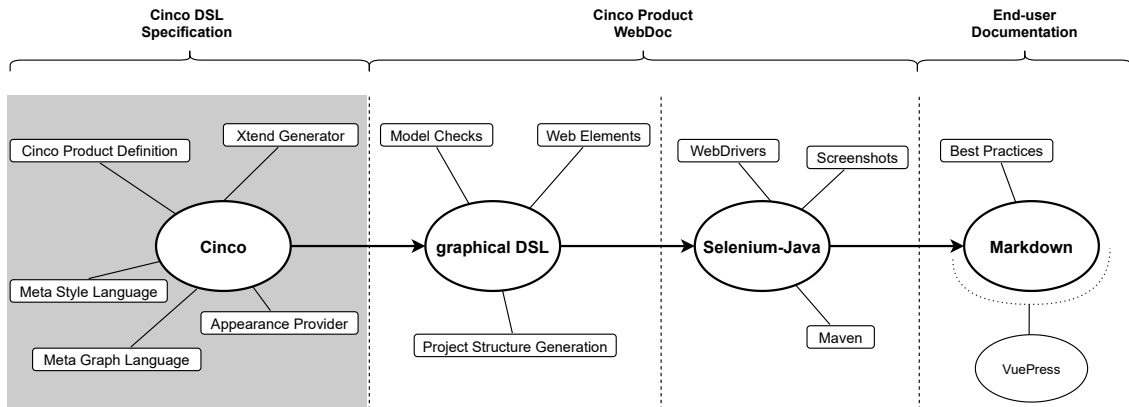 Cinco DSL
Specification
Cinco Product
WebDoc
End-user
Documentation
Xtend Generator
Cinco Product Definition
Cinco
Meta Style Language
Appearance Provider
Meta Graph Language
Model Checks
Web Elements
graphical DSL
Project Structure Generation
WebDrivers
Screenshots
Selenium-Java
Maven
Best Practices
Markdown
VuePress